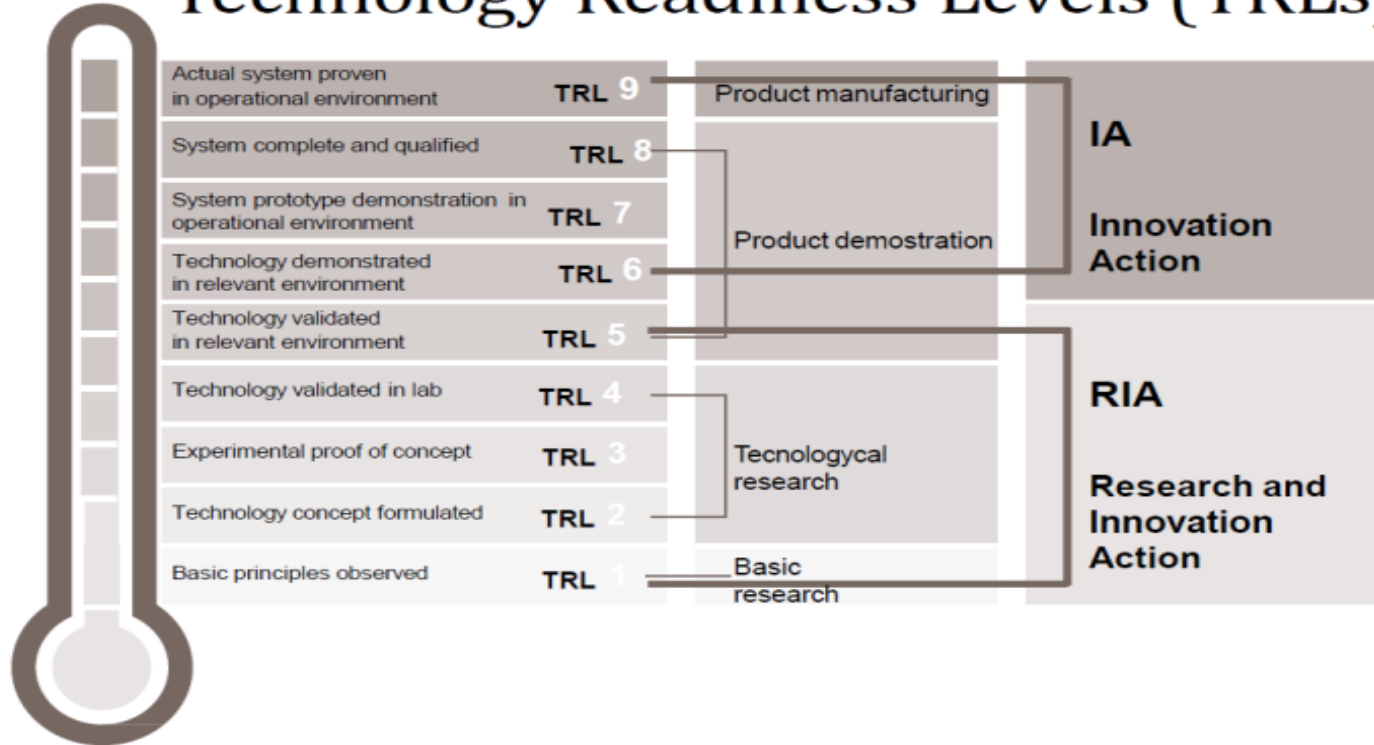 Technology Readiness Levels (TRLs)
Actual system proven
in operational environment
TRL 9
Product manufacturing
System complete and qualified
TRL 8
System prototype demonstration in
operational environment
TRL 7
Technology demonstrated
in relevant environment
TRL 6
Product demostration
Technology validated
in relevant environment
TRL 5
Technology validated in lab
TRL 4
Experimental proof of concept
TRL 3
Tecnologycal
research
Technology concept formulated
TRL 2
Basic principles observed
TRL 1
Basic
research
IA
Innovation
Action
RIA
Research and
Innovation
Action